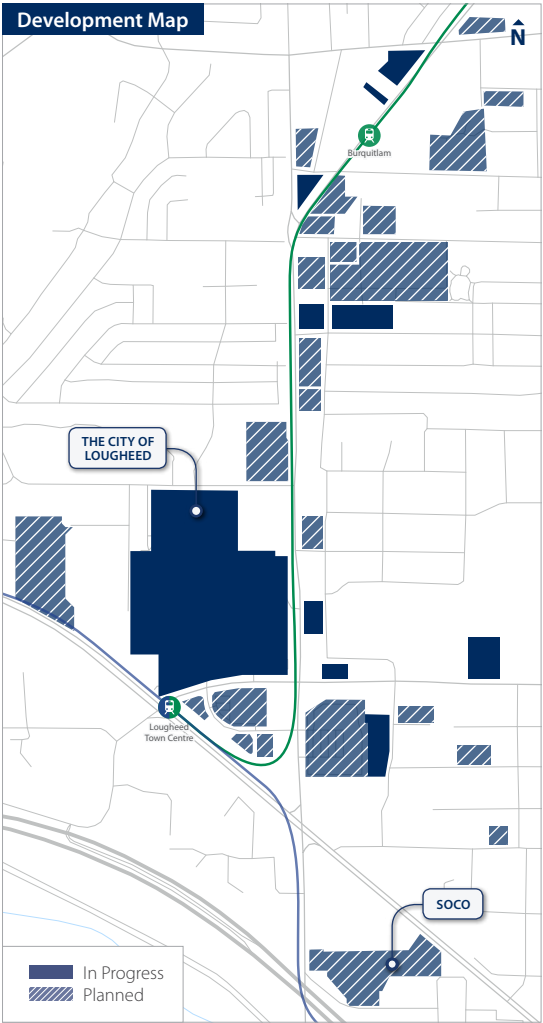 Development Map
N
Burquitlam
THE CITY OF
LOUGHEED
Lougheed
Town Centre
SOCO
In Progress
Planned